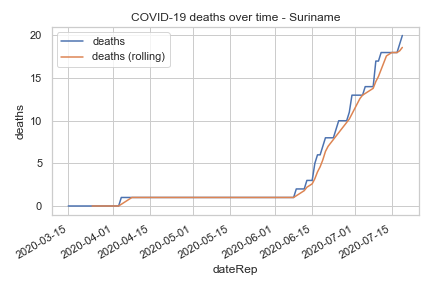 COVID-19 deaths over time - Suriname
deaths
deaths (rolling)
20
15
10
5
0
deaths
2020-03-15
2020-04-01
2020-04-15
2020-05-01
2020-05-15
2020-06-01
2020-06-15
2020-07-01
2020-07-15
dateRep